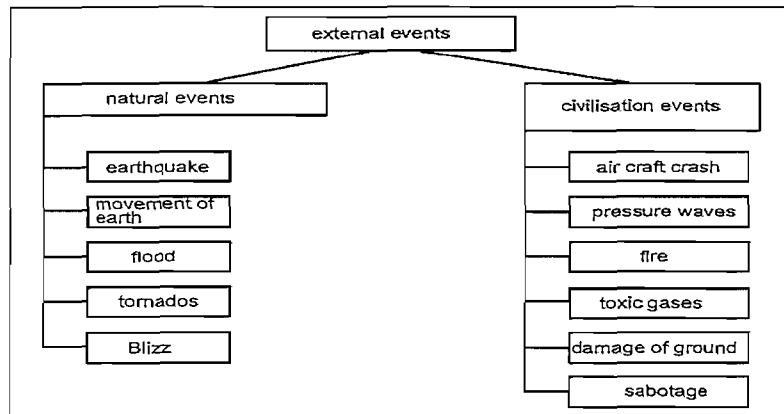 external events
natural events
earthquake
movement of
earth
flood
tornados
Blizz
civilisation events
air craft crash
pressure waves
fire
toxic gases
damage of ground
sabotage